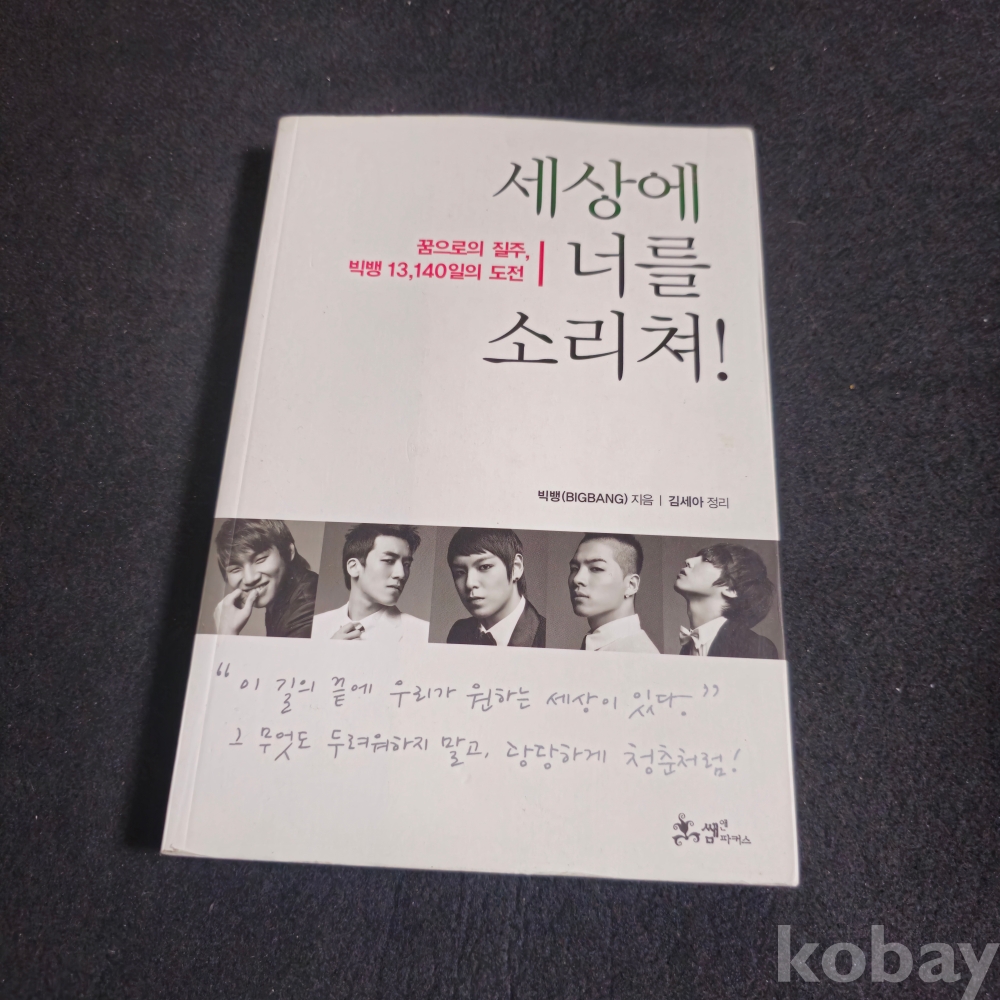 세상에
너를
소리쳐!
꿈으로의 질주,
빅뱅 13,140일의 도전
빅뱅(BIGBANG) 지음 | 김세아 정리
“이 길의 끝에 우리가 원하는 세상이 있다.”
그 무엇도 두려워하지 말고, 당당하게 청춘처럼!
쌤앤파커스
kobay